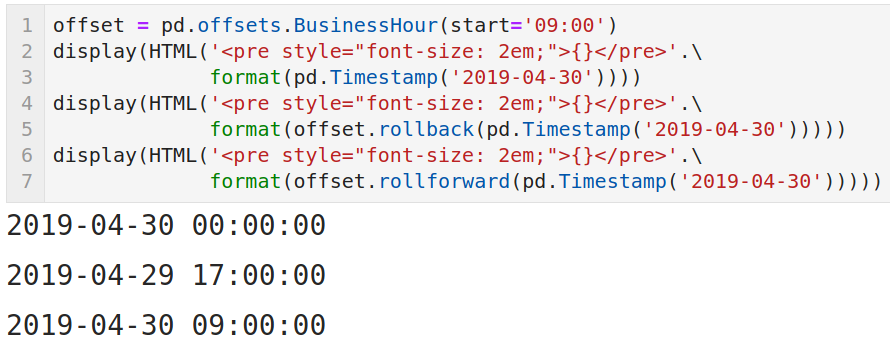 1 offset = pd.offsets.BusinessHour(start='09:00')
2 display(HTML('<pre style="font-size: 2em;">{}</pre>'.\
3              format(pd.Timestamp('2019-04-30'))))
4 display(HTML('<pre style="font-size: 2em;">{}</pre>'.\
5              format(offset.rollback(pd.Timestamp('2019-04-30')))))
6 display(HTML('<pre style="font-size: 2em;">{}</pre>'.\
7              format(offset.rollforward(pd.Timestamp('2019-04-30')))))
2019-04-30 00:00:00
2019-04-29 17:00:00
2019-04-30 09:00:00